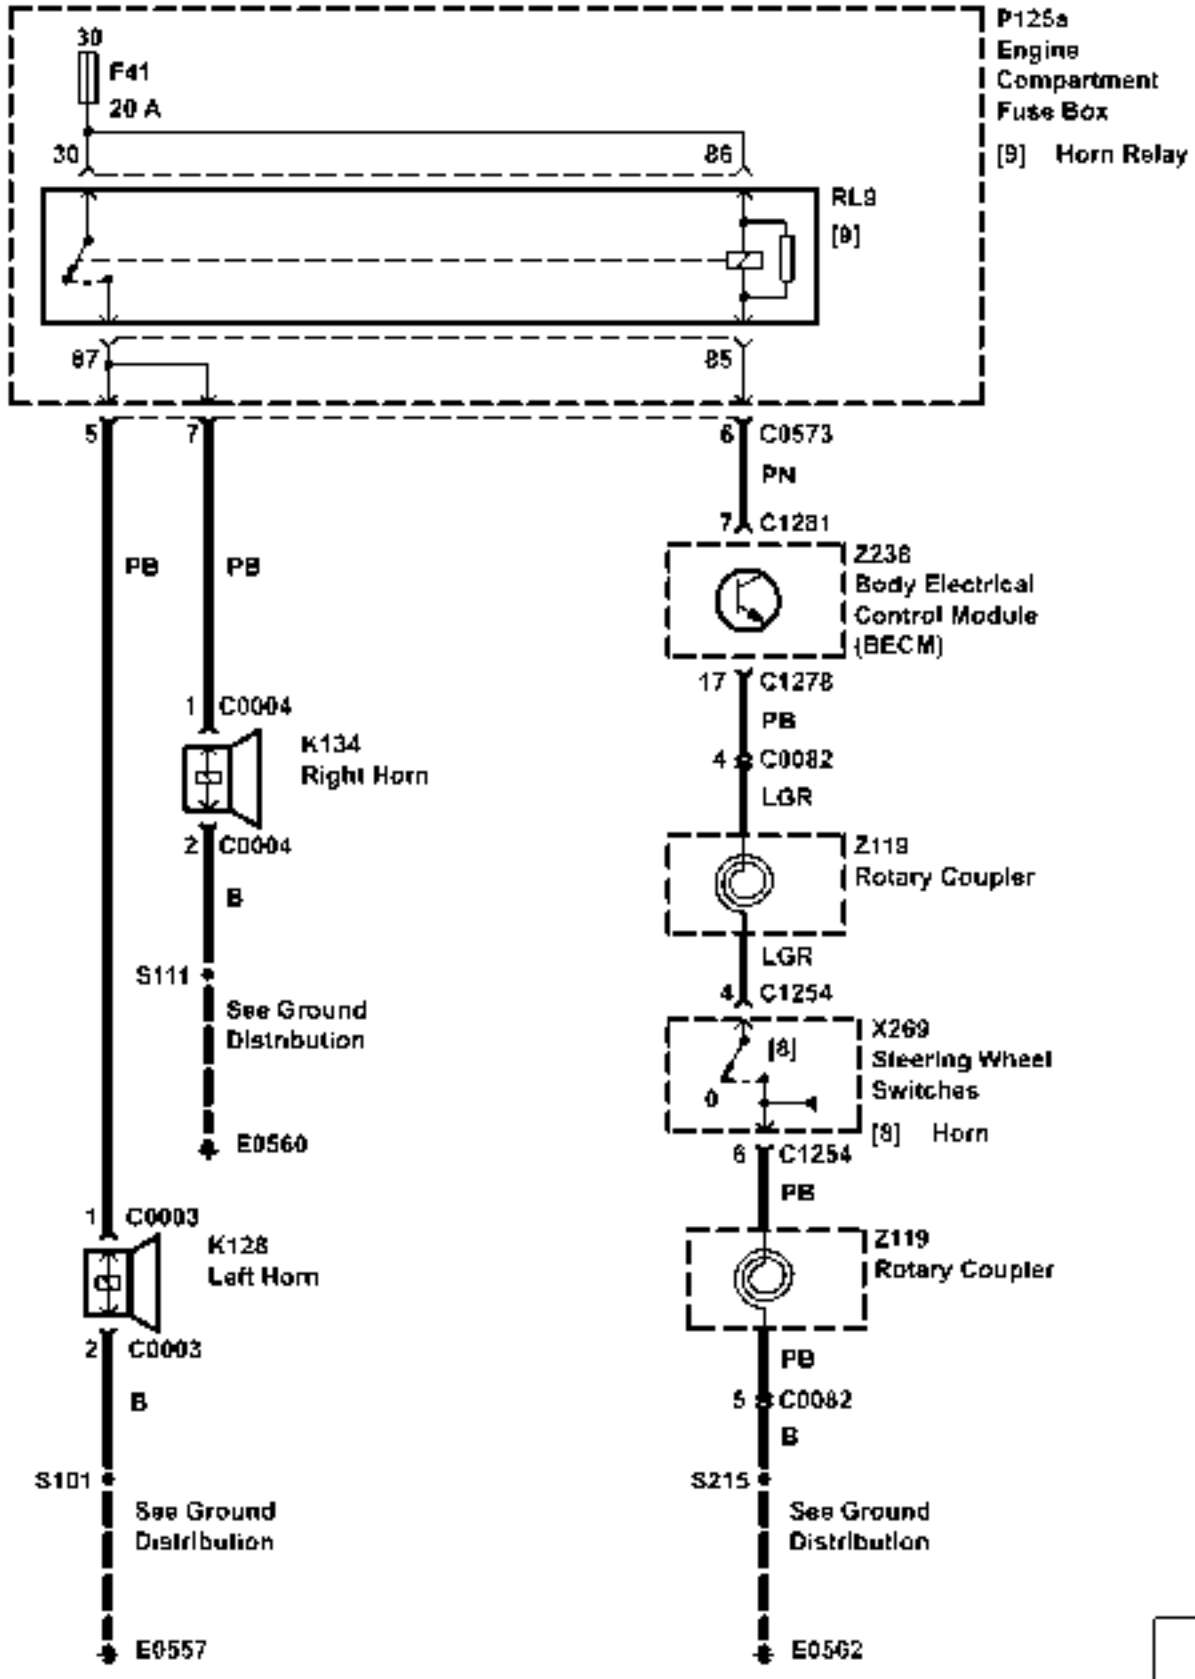 P125a
Engine
Compartment
Fuse Box
[9] Horn Relay
30
F41
20 A
30
86
RL9
[9]
87
85
5
7
6
C0573
PN
7
C1281
PB
PB
Z238
Body Electrical
Control Module
(BECM)
17
C1278
PB
4
C0082
LGR
1
C0004
K134
Right Horn
2
C0004
B
Z119
Rotary Coupler
LGR
4
C1254
S111
See Ground
Distribution
E0560
X269
Steering Wheel
Switches
[8] Horn
[8]
0
6
C1254
PB
1
C0003
K128
Left Horn
2
C0003
B
Z119
Rotary Coupler
PB
5
C0082
B
S101
See Ground
Distribution
E0557
S215
See Ground
Distribution
E0562